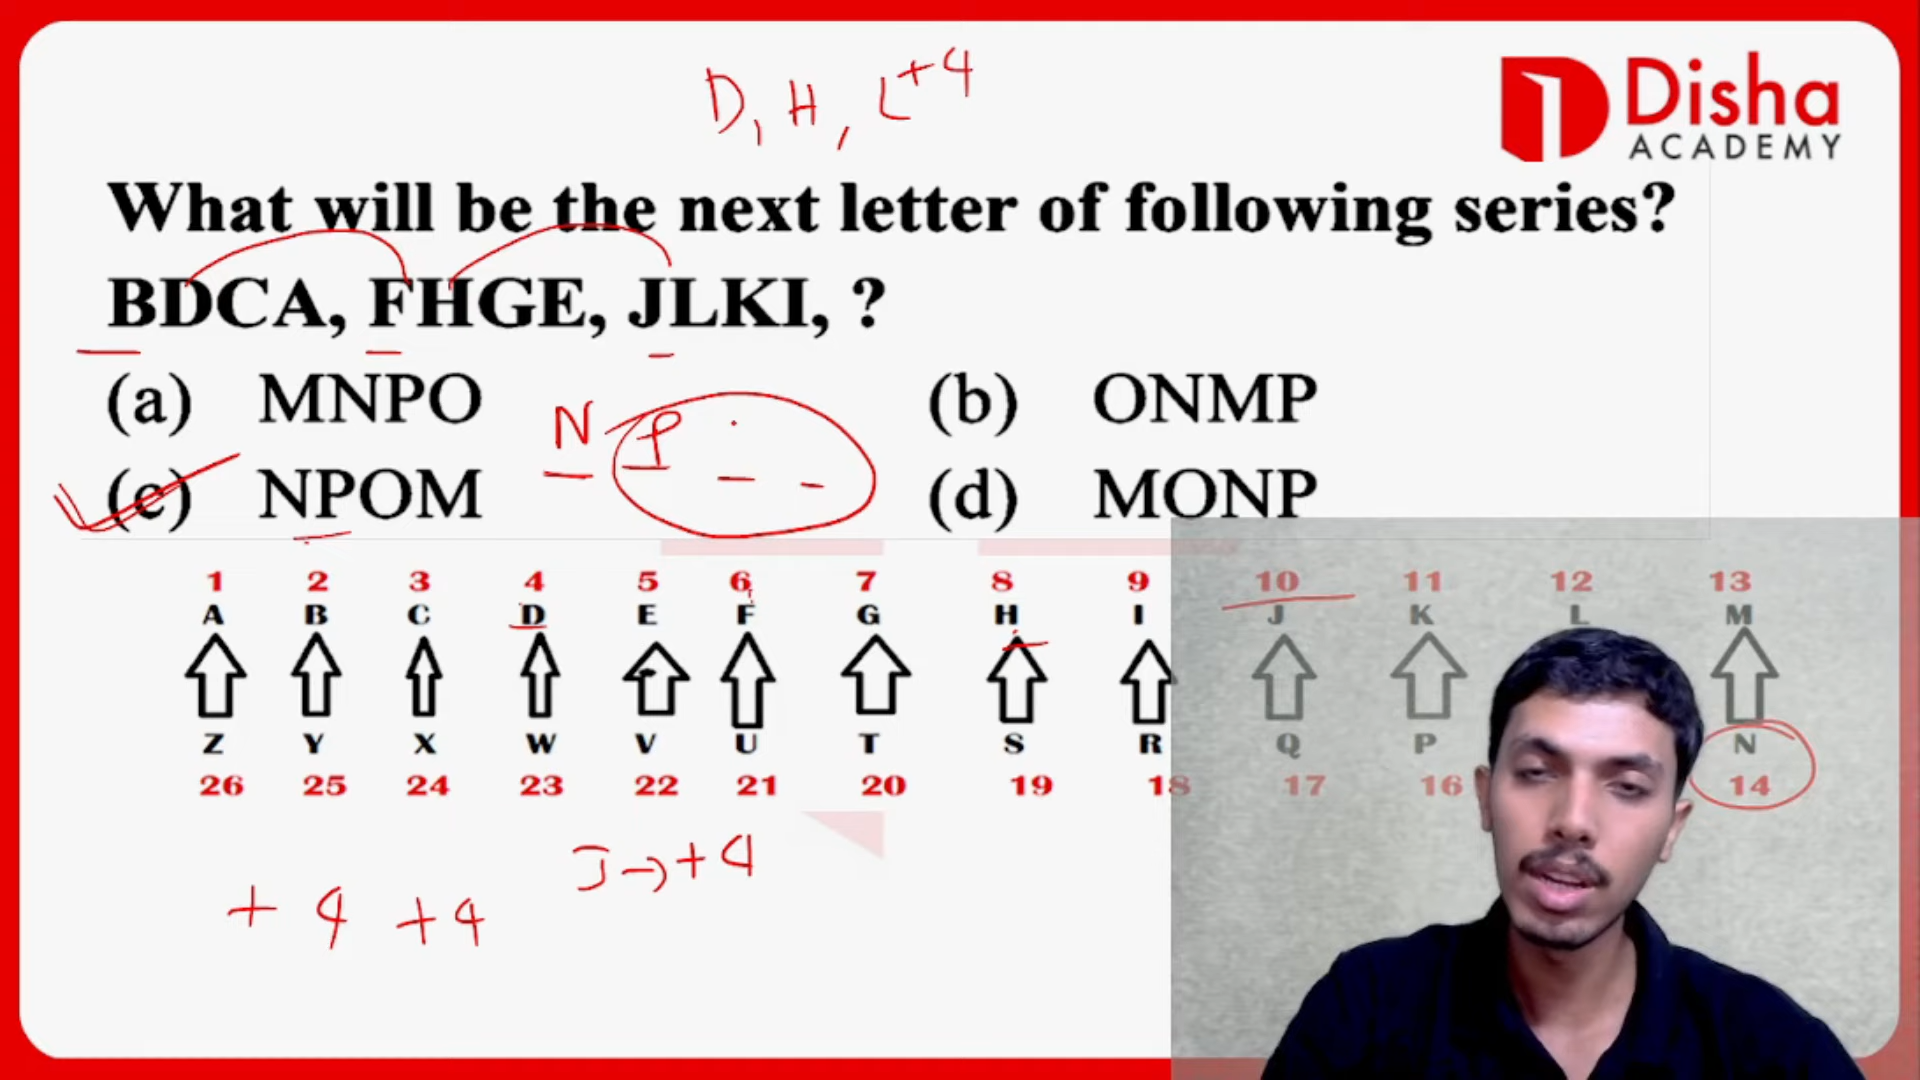 D, H, L+4
Disha
ACADEMY
What will be the next letter of following series?
BDCA, FHGE, JLKI, ?
(a) MNPO
(b) ONMP
N P
(c) NPOM
(d) MONP
1 2 3 4 5 6 7 8 9 10 11 12 13
A B C D E F G H I J K L M
Z Y X W V U T S R Q P N
26 25 24 23 22 21 20 19 18 17 16 14
J→+4
+4 +4